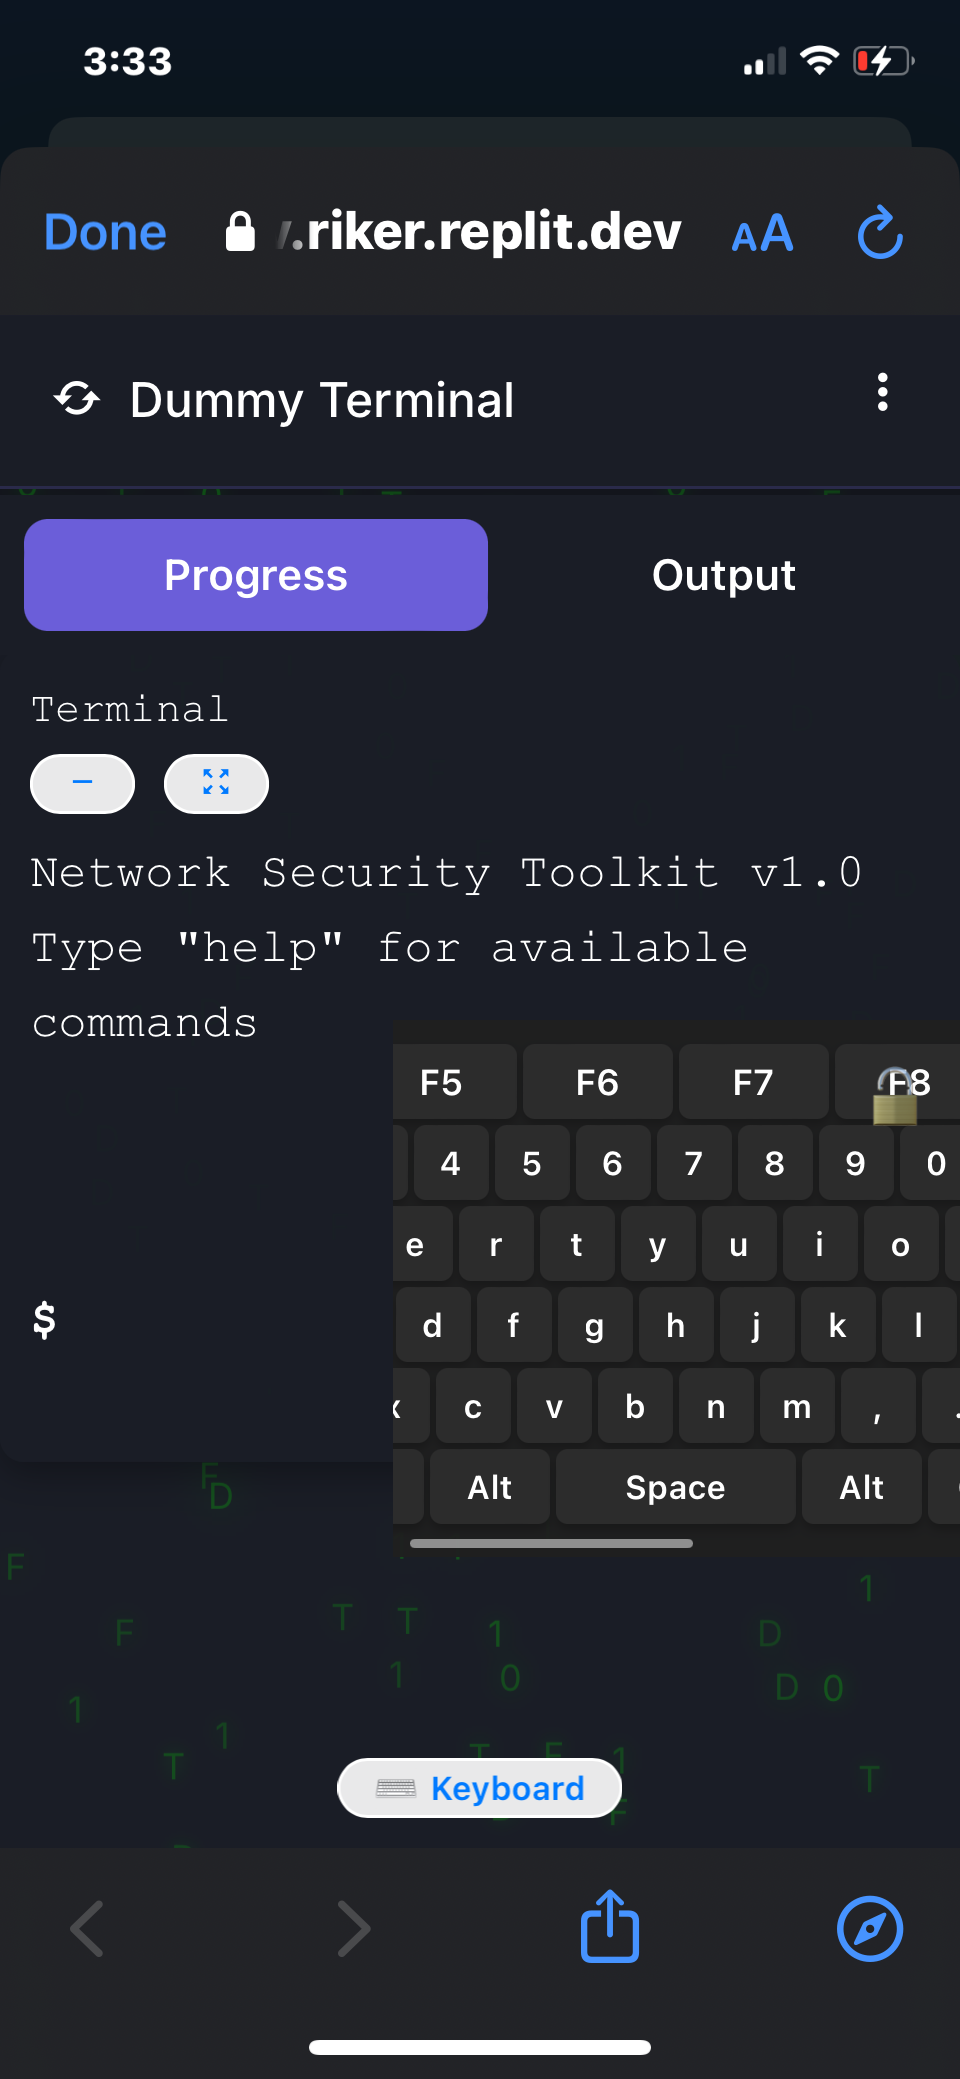 3:33
Done .riker.replit.dev AA
Dummy Terminal
Progress Output
Terminal
Network Security Toolkit v1.0
Type "help" for available
commands
F5 F6 F7 F8
4 5 6 7 8 9 0
e r t y u i o
$ d f g h j k l
x c v b n m , .
Alt Space Alt
F
D
F
1
F T T 1 D
1 0 D 0
1
1
T T F 1 T
Keyboard
F